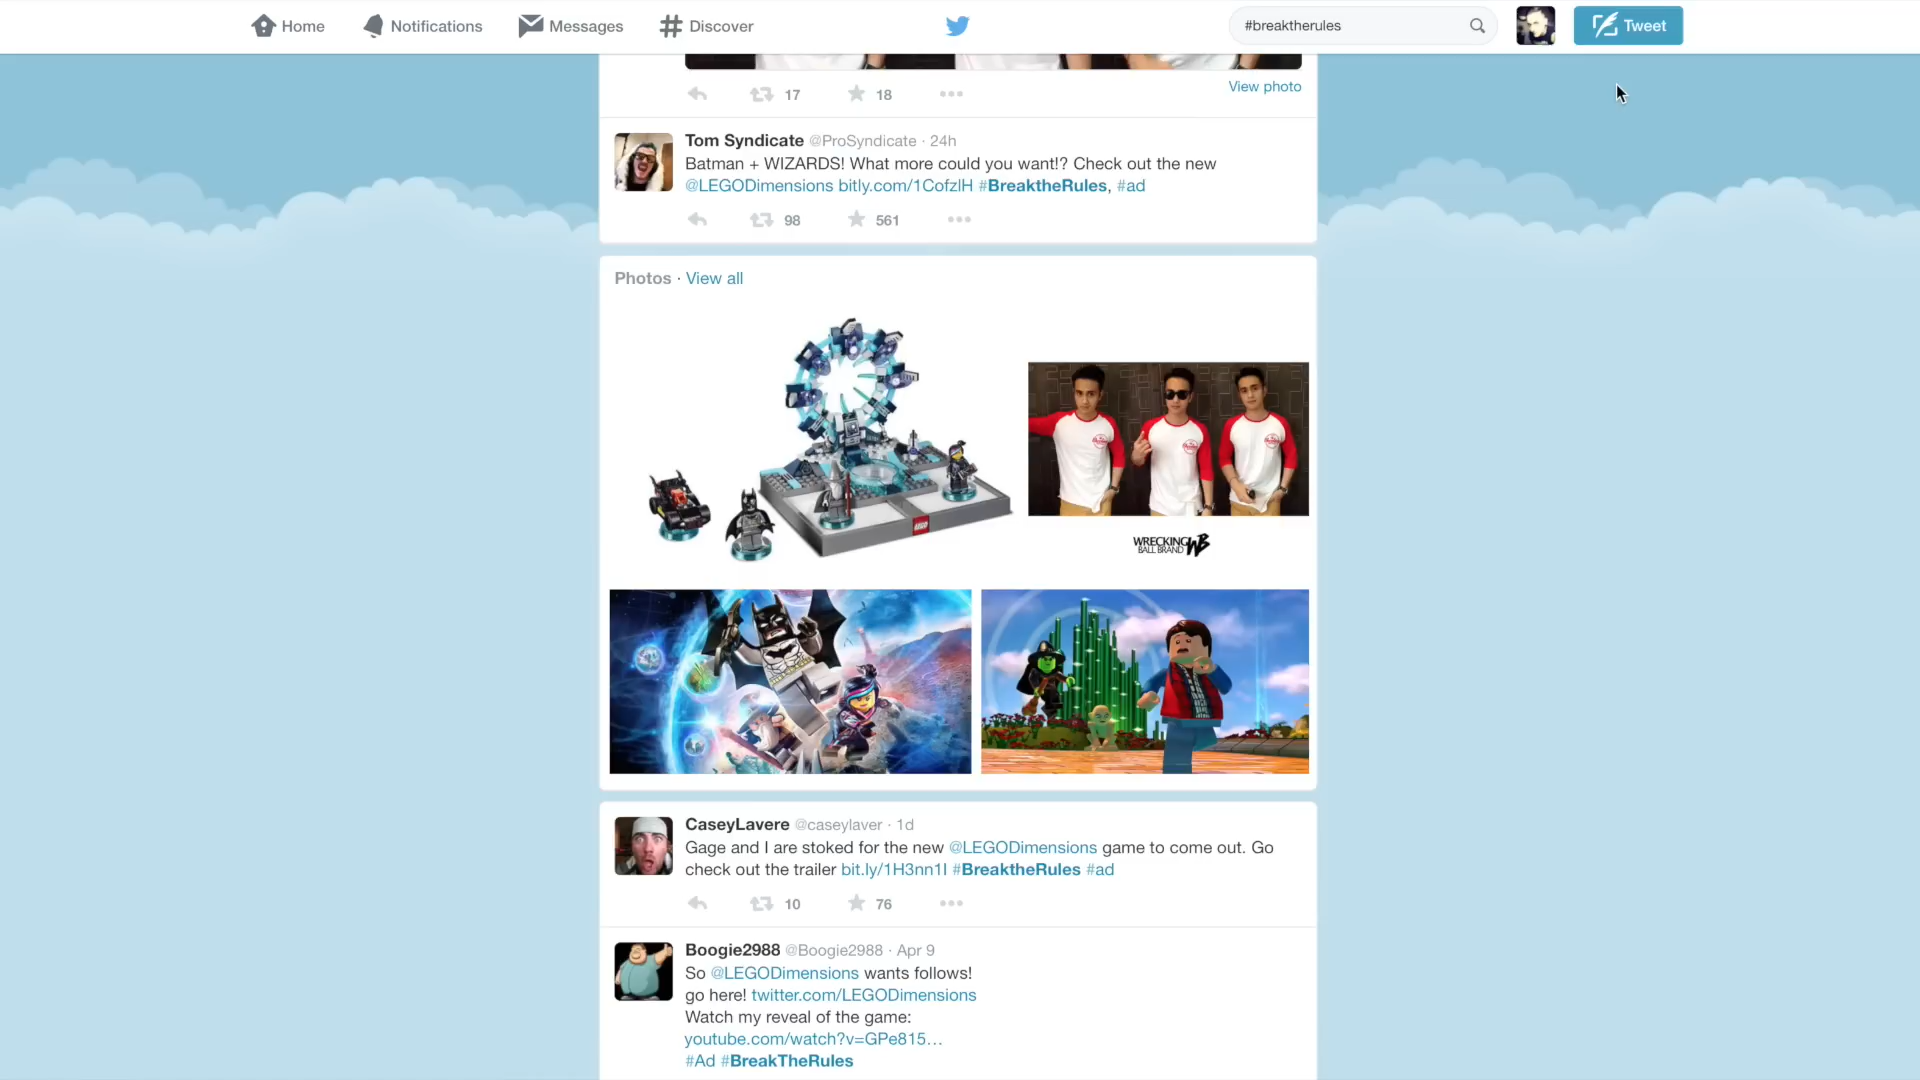 Home
Notifications
Messages
Discover
#breaktherules
Tweet
17
18
View photo
Tom Syndicate @ProSyndicate · 24h
Batman + WIZARDS! What more could you want!? Check out the new
@LEGODimensions bitly.com/1CofzlH #BreaktheRules, #ad
98
561
Photos · View all
LEGO
WRECKING
BALL BRAND
WB
CaseyLavere @caseylaver · 1d
Gage and I are stoked for the new @LEGODimensions game to come out. Go
check out the trailer bit.ly/1H3nn1I #BreaktheRules #ad
10
76
Boogie2988 @Boogie2988 · Apr 9
So @LEGODimensions wants follows!
go here! twitter.com/LEGODimensions
Watch my reveal of the game:
youtube.com/watch?v=GPe815…
#Ad #BreakTheRules